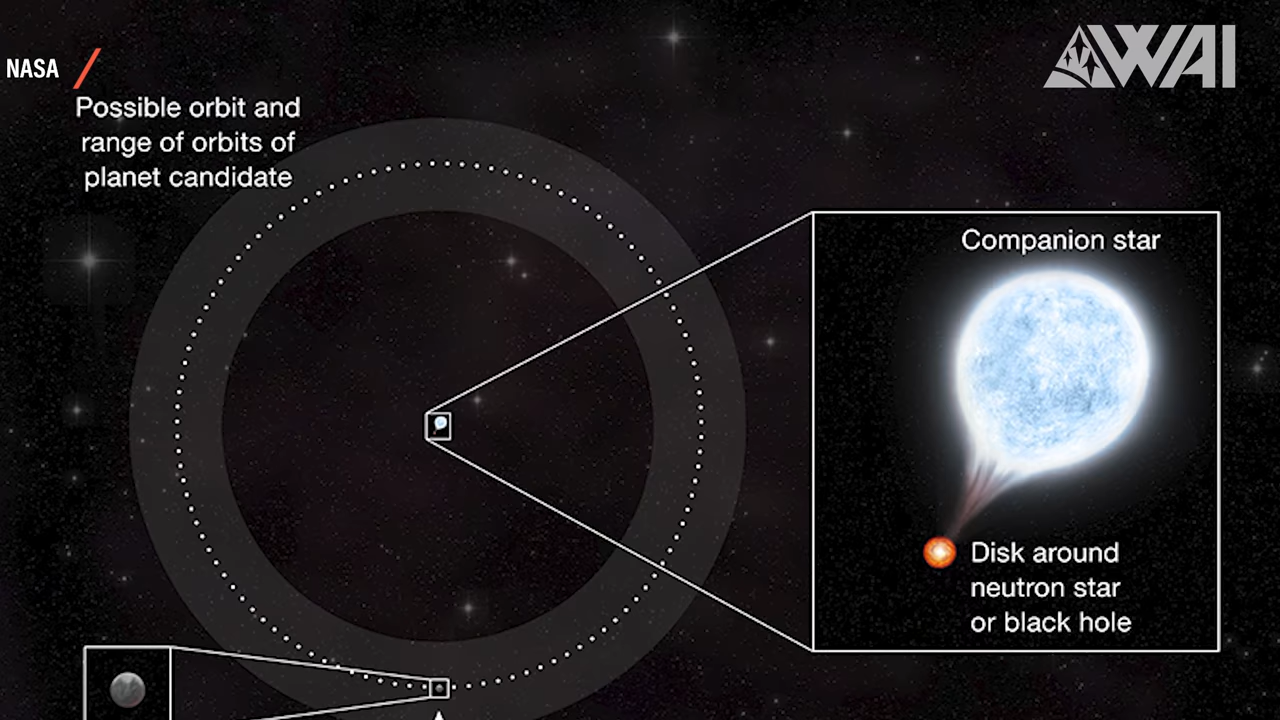 NASA
WAI
Possible orbit and
range of orbits of
planet candidate
Companion star
Disk around
neutron star
or black hole